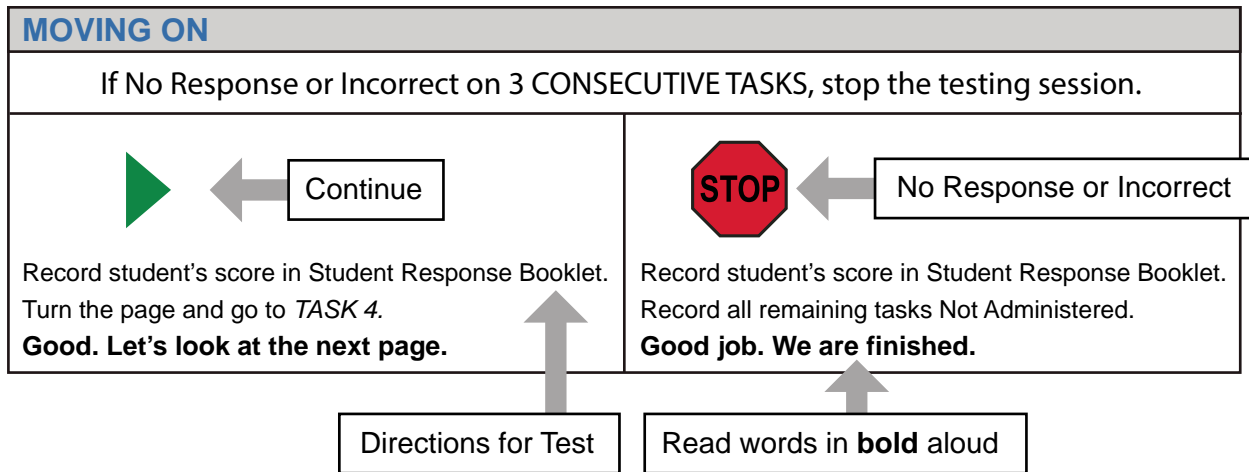 MOVING ON
If No Response or Incorrect on 3 CONSECUTIVE TASKS, stop the testing session.
Continue
Record student’s score in Student Response Booklet.
Turn the page and go to TASK 4.
Good. Let’s look at the next page.
Directions for Test
STOP
No Response or Incorrect
Record student’s score in Student Response Booklet.
Record all remaining tasks Not Administered.
Good job. We are finished.
Read words in bold aloud